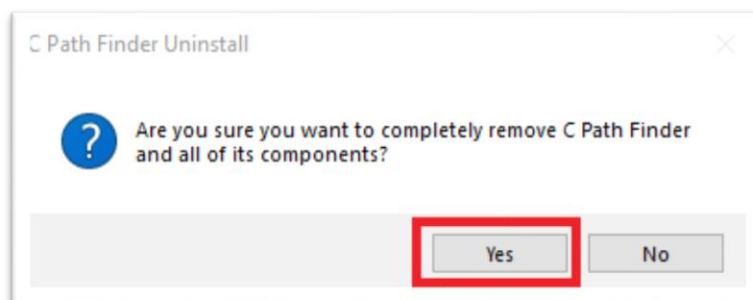 C Path Finder Uninstall
Are you sure you want to completely remove C Path Finder
and all of its components?
Yes No